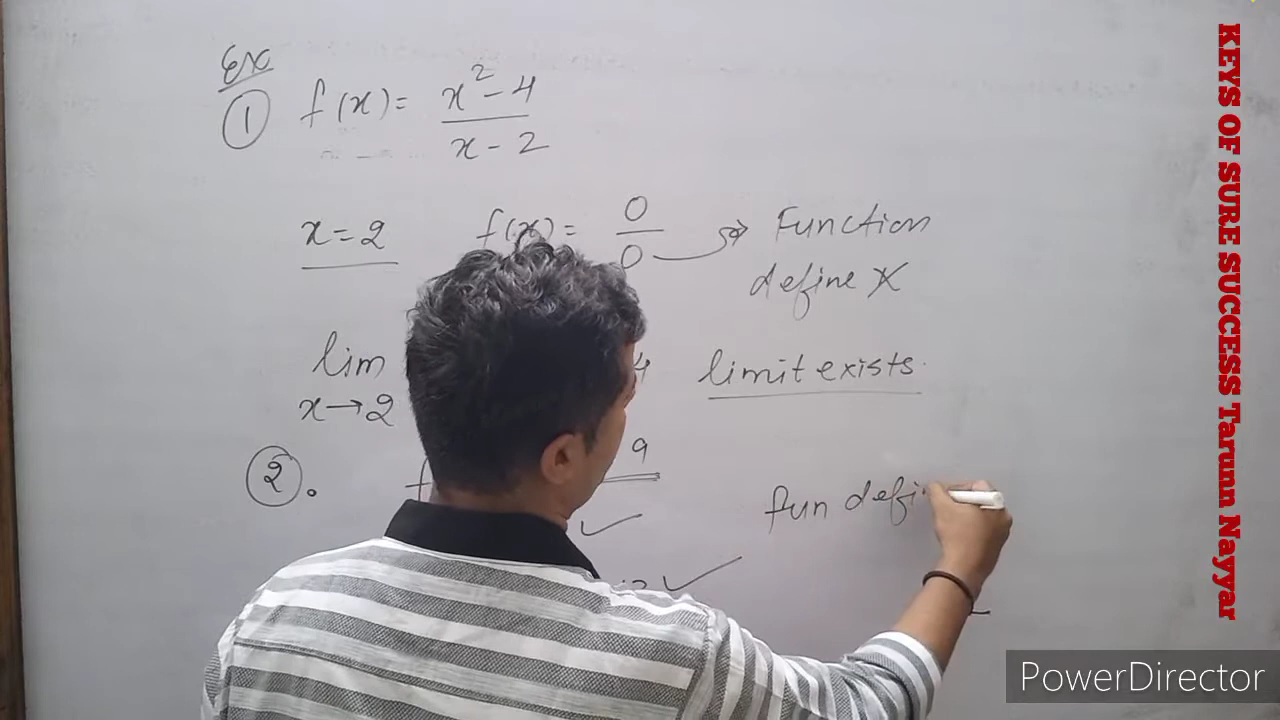 Ex
① f(x) = x² - 4 / x - 2
x = 2 f(x) = 0 / 0 → Function
define X
lim 4 limit exists.
x → 2
②. 9
✓ fun defi
✓
KEYS OF SURE SUCCESS Tarunn Nayyar
PowerDirector